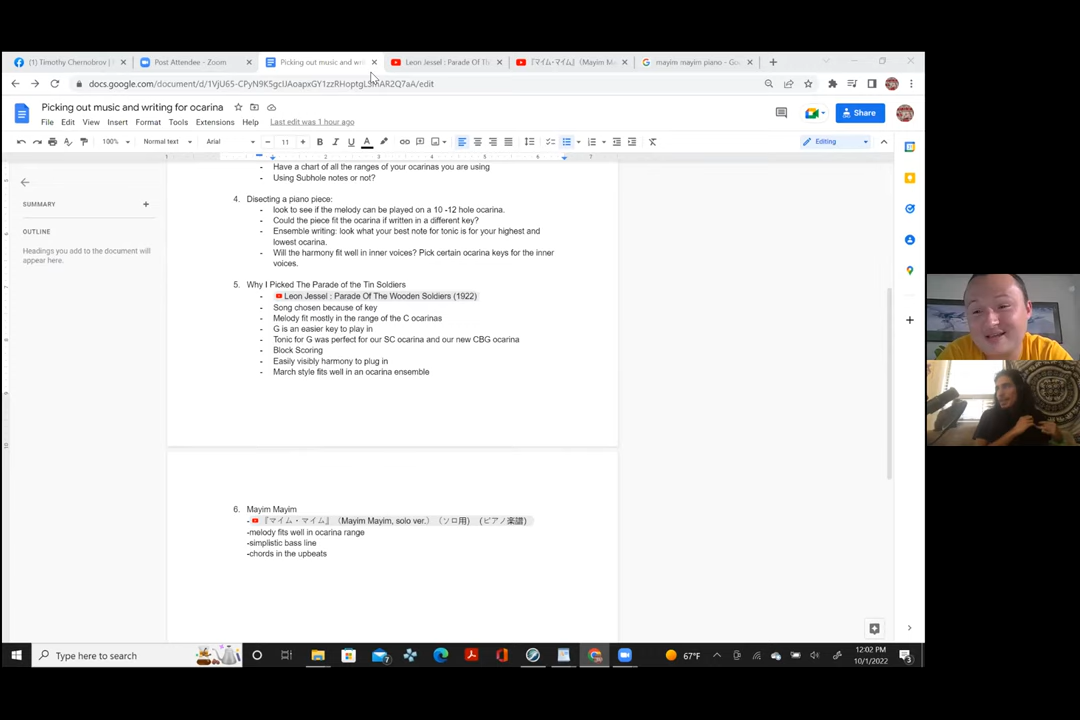 (1) Timothy Chernobrov |
Post Attendee - Zoom
Picking out music and wri
Leon Jessel : Parade Of Th
『マイム・マイム』(Mayim M
mayim mayim piano - Goo
docs.google.com/document/d/1VjU65-CPyN9K5gcIJAoapxGY1zzRHoptgLSMAR2Q7aA/edit
Picking out music and writing for ocarina
File Edit View Insert Format Tools Extensions Help Last edit was 1 hour ago
Share
100% Normal text Arial 11 Editing
SUMMARY
OUTLINE
Headings you add to the document will
appear here.
- Have a chart of all the ranges of your ocarinas you are using
- Using Subhole notes or not?
4. Disecting a piano piece:
- look to see if the melody can be played on a 10 -12 hole ocarina.
- Could the piece fit the ocarina if written in a different key?
- Ensemble writing: look what your best note for tonic is for your highest and
lowest ocarina.
- Will the harmony fit well in inner voices? Pick certain ocarina keys for the inner
voices.
5. Why I Picked The Parade of the Tin Soldiers
- Leon Jessel : Parade Of The Wooden Soldiers (1922)
- Song chosen because of key
- Melody fit mostly in the range of the C ocarinas
- G is an easier key to play in
- Tonic for G was perfect for our SC ocarina and our new CBG ocarina
- Block Scoring
- Easily visibly harmony to plug in
- March style fits well in an ocarina ensemble
6. Mayim Mayim
- 『マイム・マイム』 (Mayim Mayim, solo ver.) (ソロ用) (ピアノ楽譜)
-melody fits well in ocarina range
-simplistic bass line
-chords in the upbeats
Type here to search
67°F
12:02 PM
10/1/2022